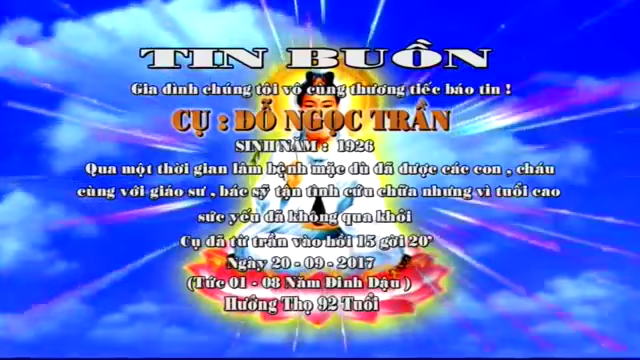 TIN BUỒN
Gia đình chúng tôi vô cùng thương tiếc báo tin !
CỤ : ĐỖ NGỌC TRẦN
SINH NĂM : 1926
Qua một thời gian lâm bệnh mặc dù đã được các con , cháu
cùng với giáo sư , bác sỹ tận tình cứu chữa nhưng vì tuổi cao
sức yếu đã không qua khỏi
Cụ đã từ trần vào hồi 15 gời 20'
Ngày 20 - 09 - 2017
(Tức 01 - 08 Năm Đinh Dậu )
Hưởng Thọ 92 Tuổi